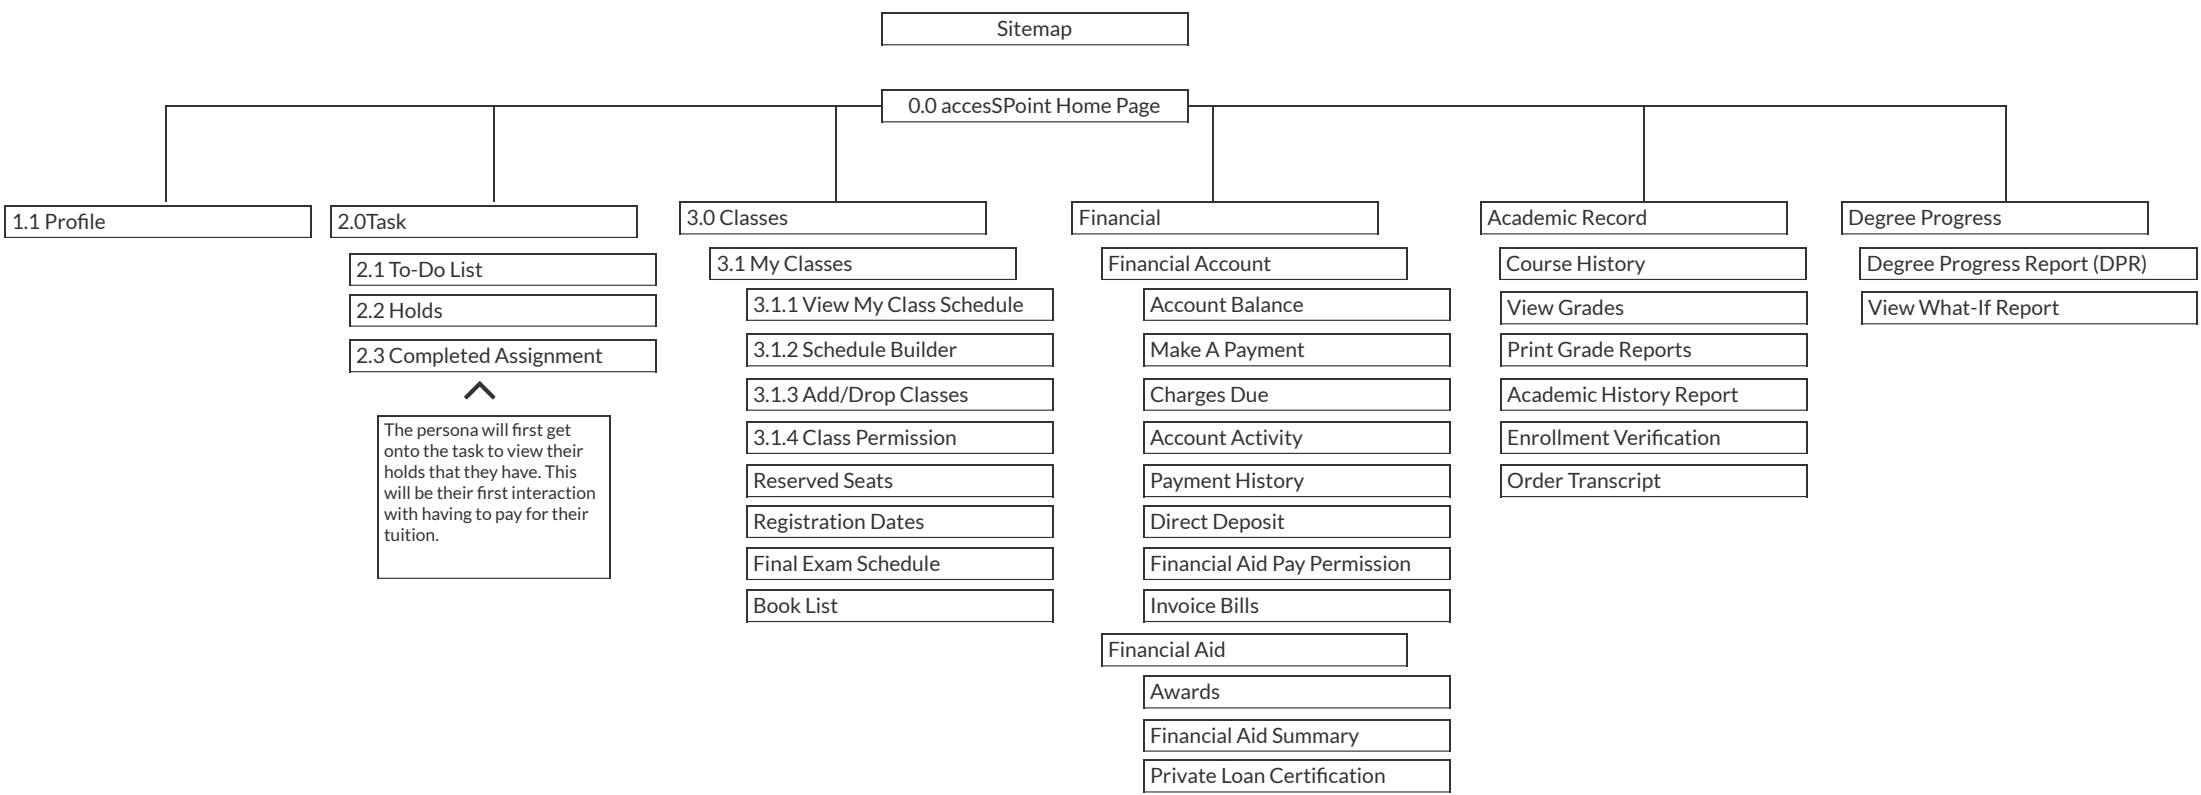 Sitemap
0.0 accesSPoint Home Page
1.1 Profile
2.0Task
2.1 To-Do List
2.2 Holds
2.3 Completed Assignment
The persona will first get
onto the task to view their
holds that they have. This
will be their first interaction
with having to pay for their
tuition.
3.0 Classes
3.1 My Classes
3.1.1 View My Class Schedule
3.1.2 Schedule Builder
3.1.3 Add/Drop Classes
3.1.4 Class Permission
Reserved Seats
Registration Dates
Final Exam Schedule
Book List
Financial
Financial Account
Account Balance
Make A Payment
Charges Due
Account Activity
Payment History
Direct Deposit
Financial Aid Pay Permission
Invoice Bills
Financial Aid
Awards
Financial Aid Summary
Private Loan Certification
Academic Record
Course History
View Grades
Print Grade Reports
Academic History Report
Enrollment Verification
Order Transcript
Degree Progress
Degree Progress Report (DPR)
View What-If Report